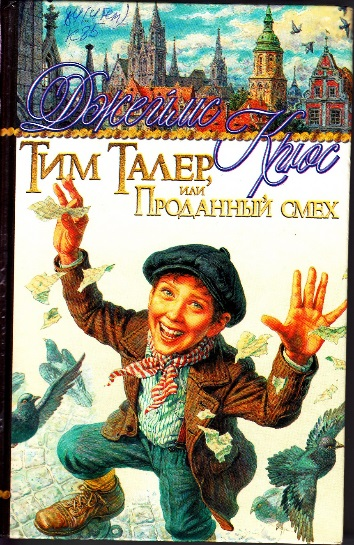 Джеймс
Крюс
Тим Талер,
или
Проданный смех